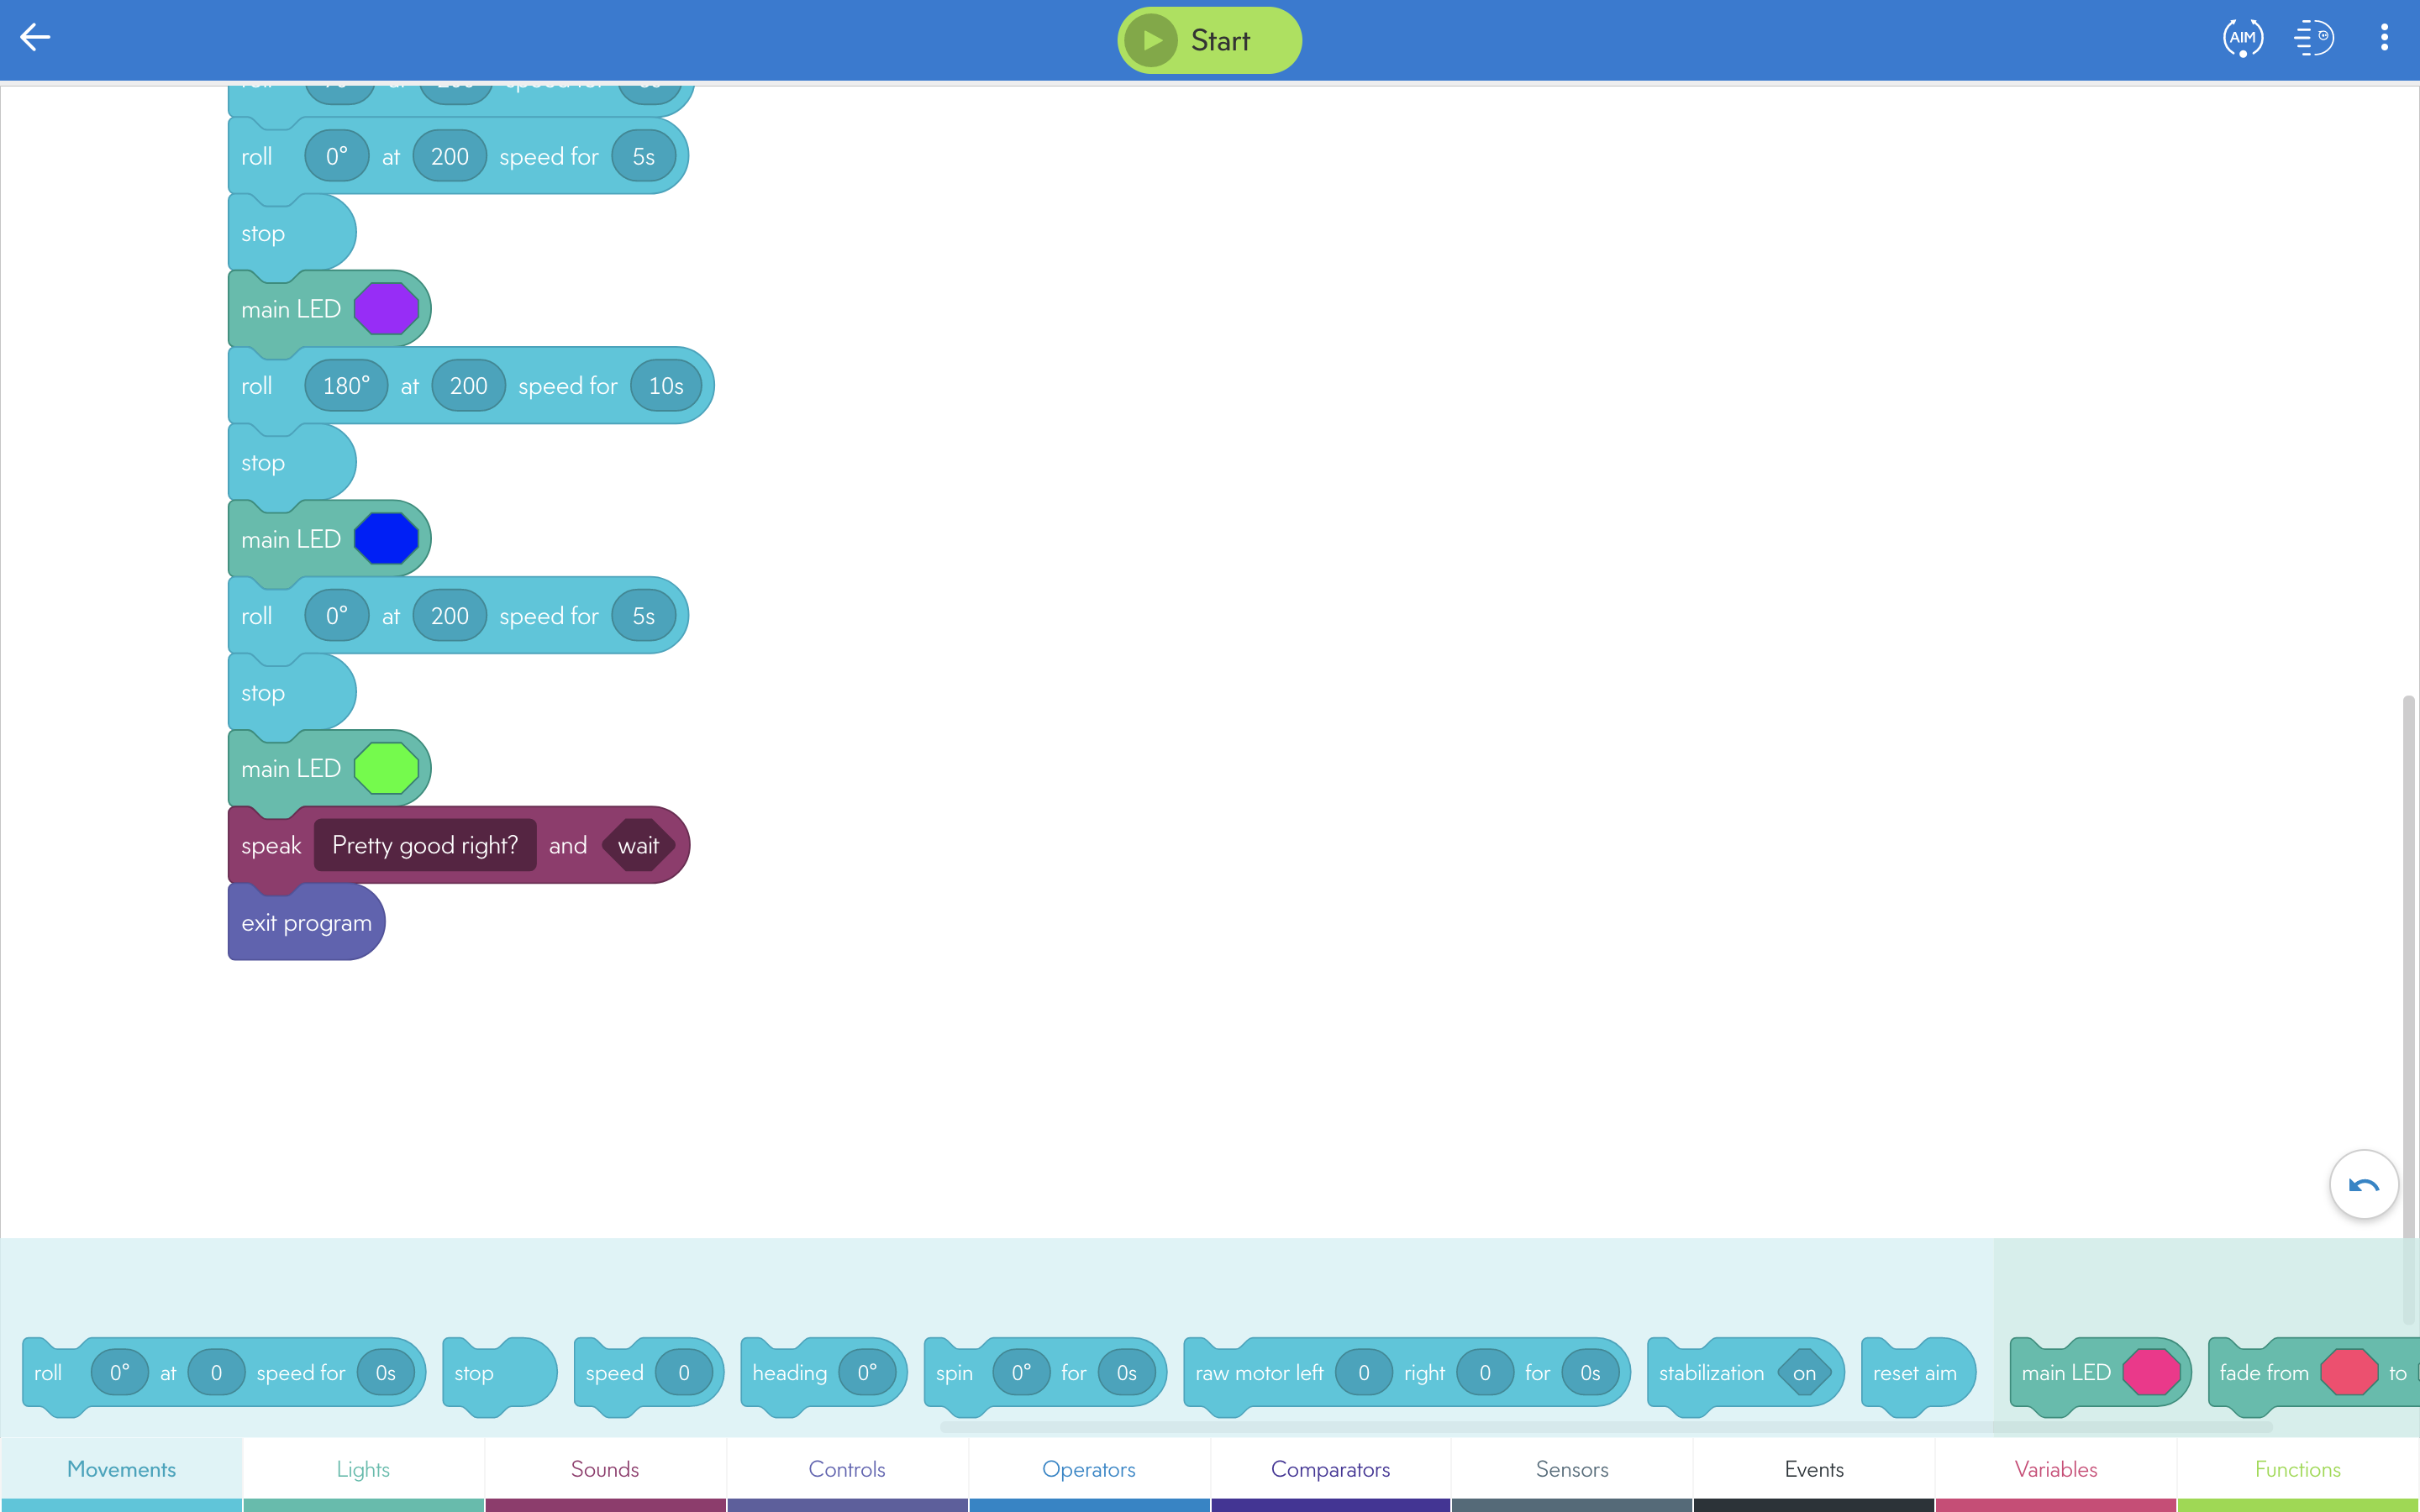 Start
AIM
roll 0° at 200 speed for 5s
stop
main LED
roll 180° at 200 speed for 10s
stop
main LED
roll 0° at 200 speed for 5s
stop
main LED
speak Pretty good right? and wait
exit program
roll 0° at 0 speed for 0s stop speed 0 heading 0° spin 0° for 0s raw motor left 0 right 0 for 0s stabilization on reset aim main LED fade from to
Movements Lights Sounds Controls Operators Comparators Sensors Events Variables Functions